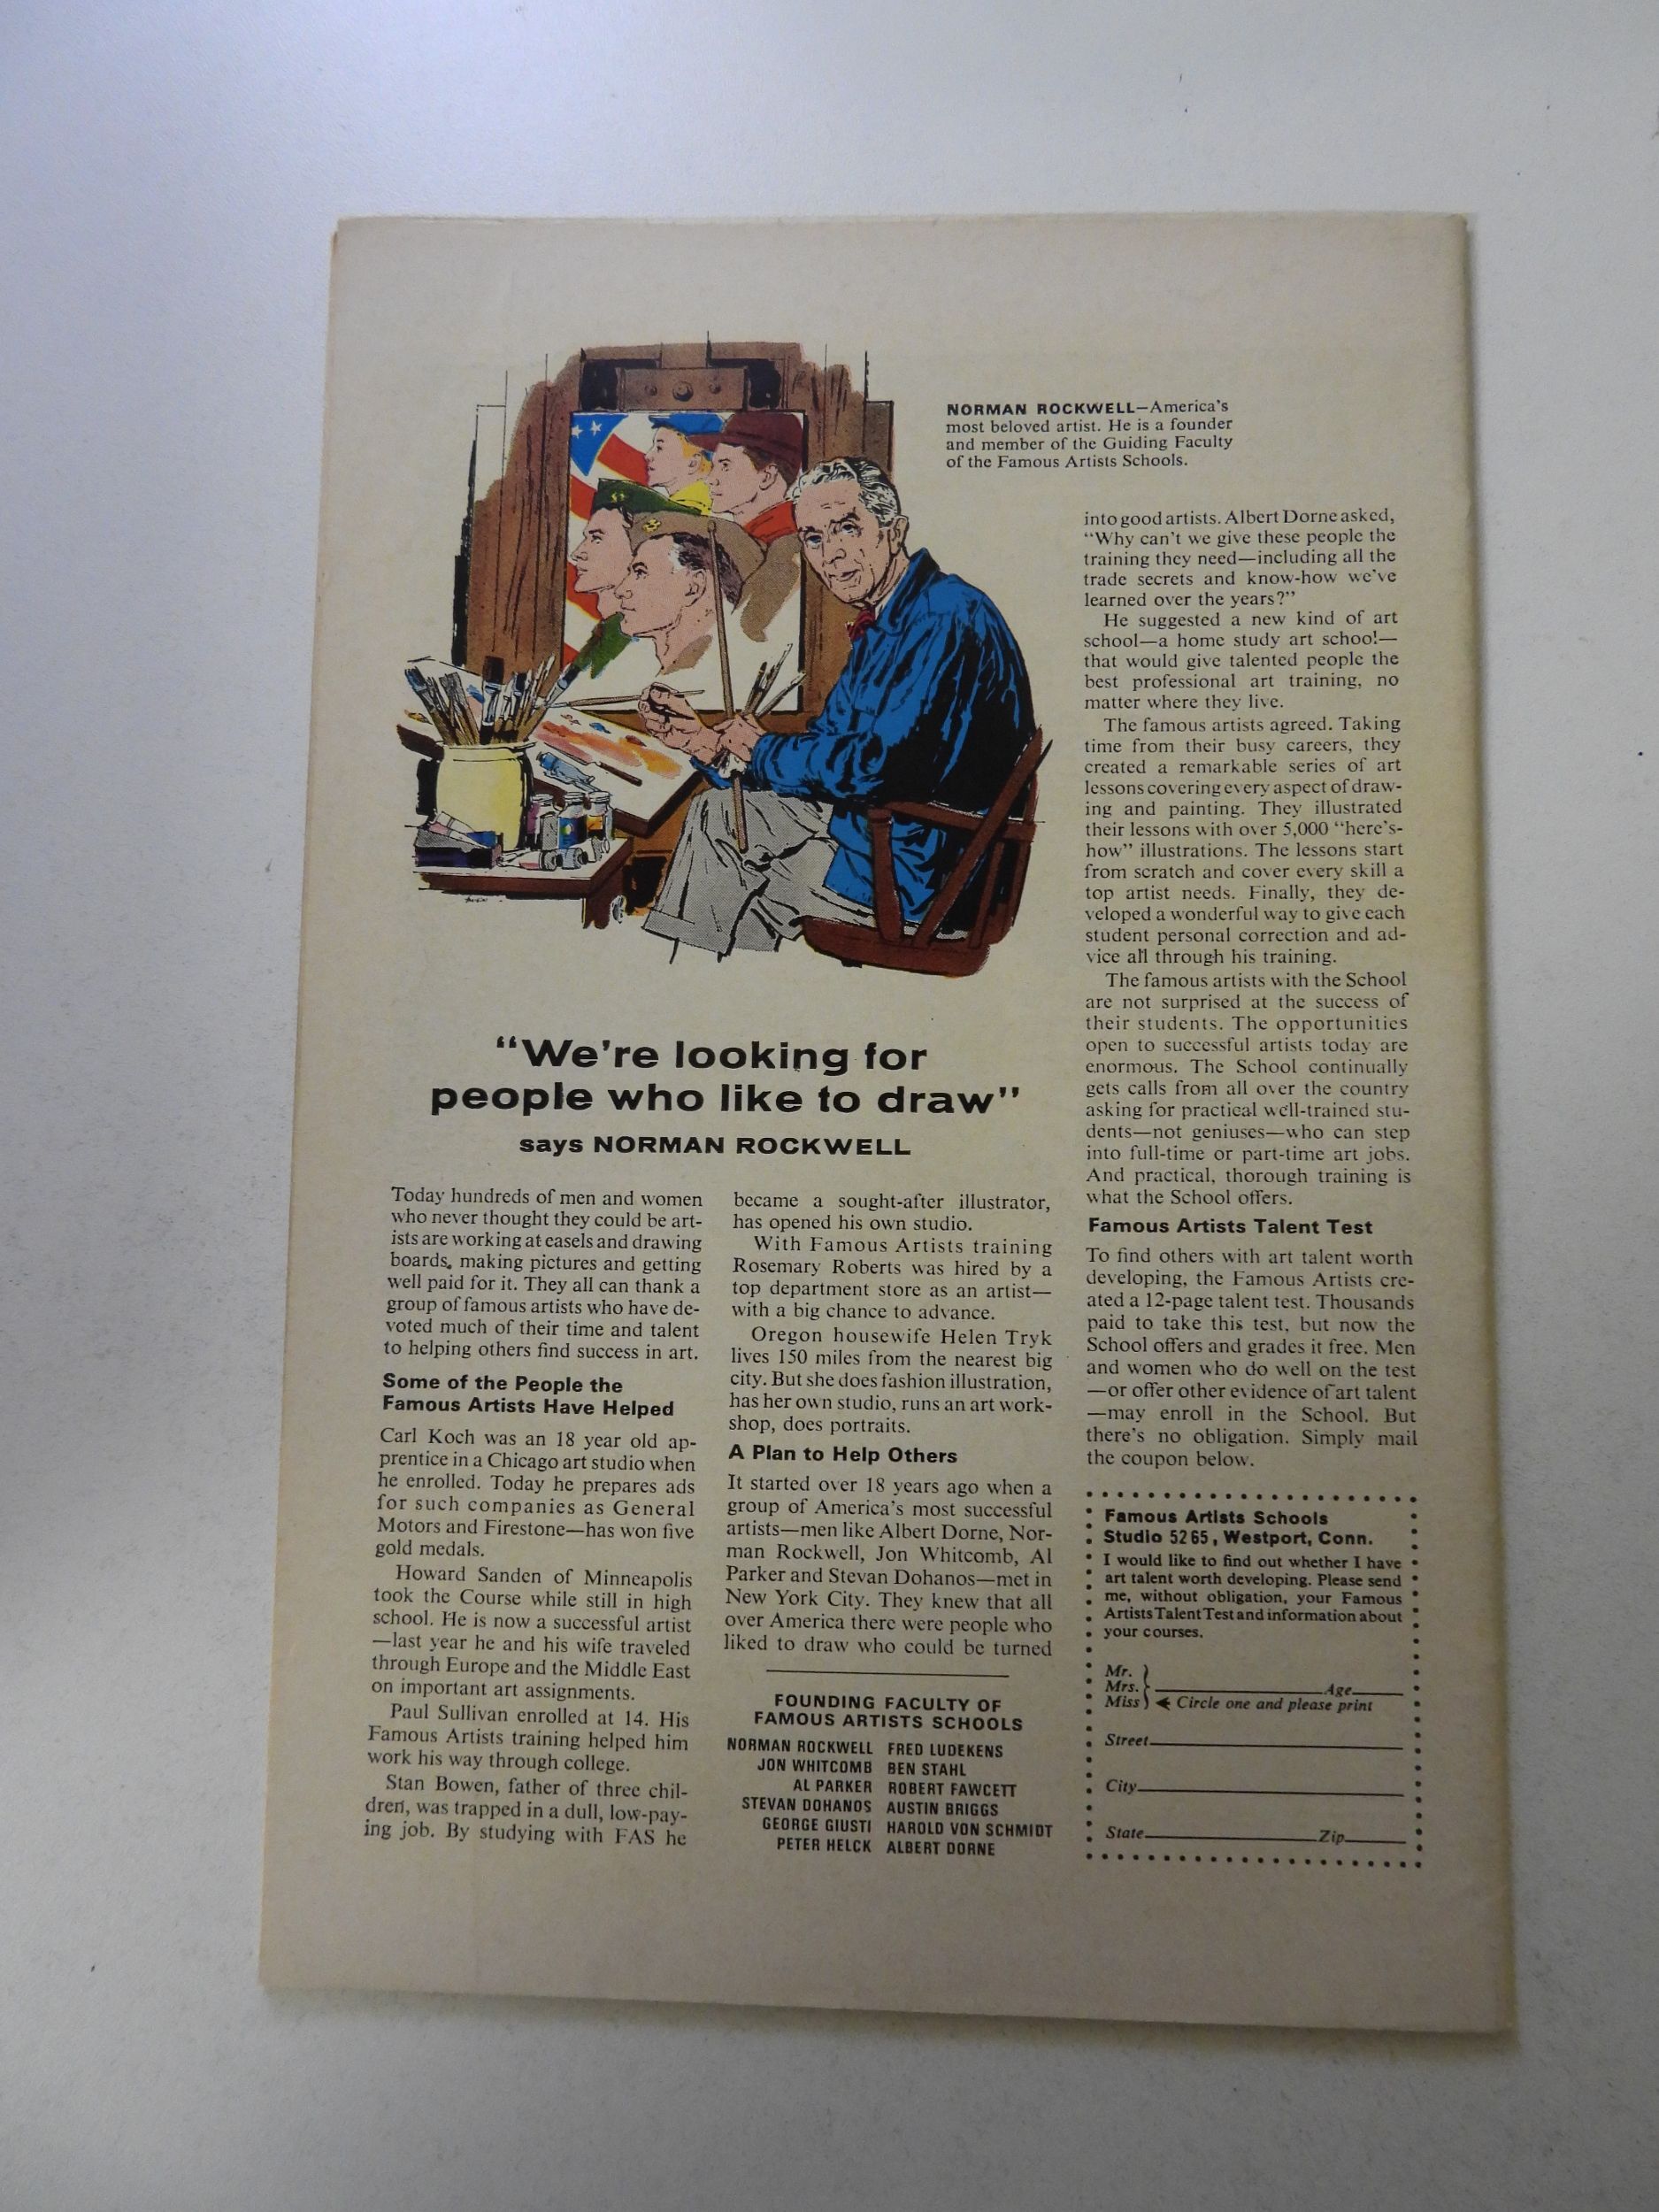 NORMAN ROCKWELL—America's
most beloved artist. He is a founder
and member of the Guiding Faculty
of the Famous Artists Schools.
"We're looking for
people who like to draw"
says NORMAN ROCKWELL
Today hundreds of men and women
who never thought they could be art-
ists are working at easels and drawing
boards, making pictures and getting
well paid for it. They all can thank a
group of famous artists who have de-
voted much of their time and talent
to helping others find success in art.
Some of the People the
Famous Artists Have Helped
Carl Koch was an 18 year old ap-
prentice in a Chicago art studio when
he enrolled. Today he prepares ads
for such companies as General
Motors and Firestone—has won five
gold medals.
Howard Sanden of Minneapolis
took the Course while still in high
school. He is now a successful artist
—last year he and his wife traveled
through Europe and the Middle East
on important art assignments.
Paul Sullivan enrolled at 14. His
Famous Artists training helped him
work his way through college.
Stan Bowen, father of three chil-
dren, was trapped in a dull, low-pay-
ing job. By studying with FAS he
became a sought-after illustrator,
has opened his own studio.
With Famous Artists training
Rosemary Roberts was hired by a
top department store as an artist—
with a big chance to advance.
Oregon housewife Helen Tryk
lives 150 miles from the nearest big
city. But she does fashion illustration,
has her own studio, runs an art work-
shop, does portraits.
A Plan to Help Others
It started over 18 years ago when a
group of America's most successful
artists—men like Albert Dorne, Nor-
man Rockwell, Jon Whitcomb, Al
Parker and Stevan Dohanos—met in
New York City. They knew that all
over America there were people who
liked to draw who could be turned
FOUNDING FACULTY OF
FAMOUS ARTISTS SCHOOLS
NORMAN ROCKWELL FRED LUDEKENS
JON WHITCOMB BEN STAHL
AL PARKER ROBERT FAWCETT
STEVAN DOHANOS AUSTIN BRIGGS
GEORGE GIUSTI HAROLD VON SCHMIDT
PETER HELCK ALBERT DORNE
into good artists. Albert Dorne asked,
"Why can't we give these people the
training they need—including all the
trade secrets and know-how we've
learned over the years?"
He suggested a new kind of art
school—a home study art school—
that would give talented people the
best professional art training, no
matter where they live.
The famous artists agreed. Taking
time from their busy careers, they
created a remarkable series of art
lessons covering every aspect of draw-
ing and painting. They illustrated
their lessons with over 5,000 "here's-
how" illustrations. The lessons start
from scratch and cover every skill a
top artist needs. Finally, they de-
veloped a wonderful way to give each
student personal correction and ad-
vice all through his training.
The famous artists with the School
are not surprised at the success of
their students. The opportunities
open to successful artists today are
enormous. The School continually
gets calls from all over the country
asking for practical well-trained stu-
dents—not geniuses—who can step
into full-time or part-time art jobs.
And practical, thorough training is
what the School offers.
Famous Artists Talent Test
To find others with art talent worth
developing, the Famous Artists cre-
ated a 12-page talent test. Thousands
paid to take this test, but now the
School offers and grades it free. Men
and women who do well on the test
—or offer other evidence of art talent
—may enroll in the School. But
there's no obligation. Simply mail
the coupon below.
Famous Artists Schools
Studio 5265, Westport, Conn.
I would like to find out whether I have
art talent worth developing. Please send
me, without obligation, your Famous
Artists Talent Test and information about
your courses.
Mr.
Mrs. Age
Miss Circle one and please print
Street
City
State Zip